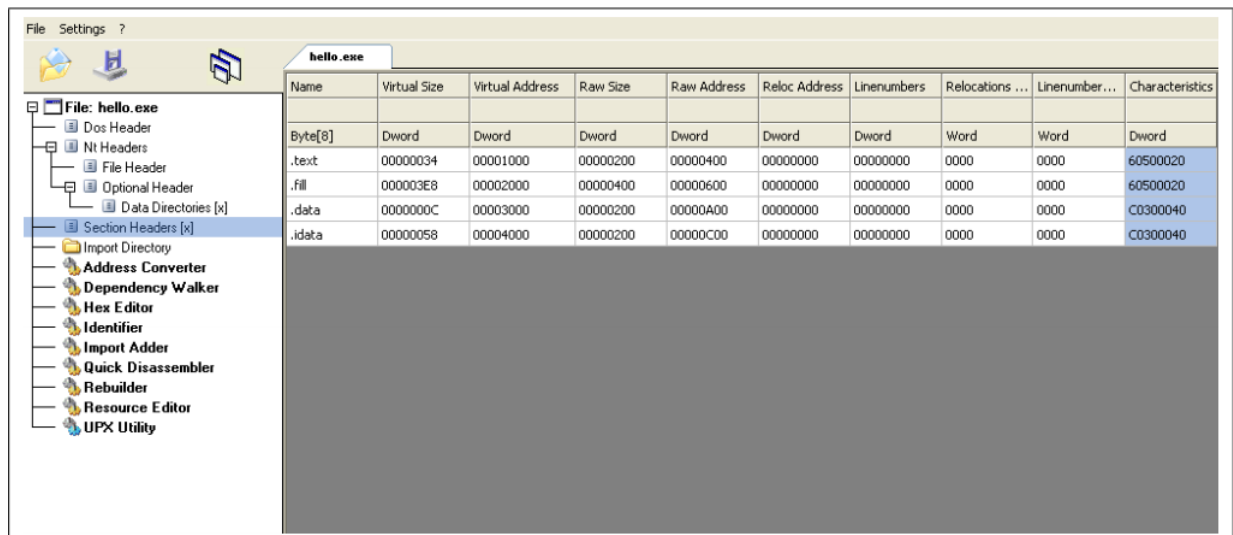 File Settings ?
hello.exe
File: hello.exe
Dos Header
Nt Headers
File Header
Optional Header
Data Directories [x]
Section Headers [x]
Import Directory
Address Converter
Dependency Walker
Hex Editor
Identifier
Import Adder
Quick Disassembler
Rebuilder
Resource Editor
UPX Utility
Name Virtual Size Virtual Address Raw Size Raw Address Reloc Address Linenumbers Relocations ... Linenumber... Characteristics
Byte[8] Dword Dword Dword Dword Dword Dword Word Word Dword
.text 00000034 00001000 00000200 00000400 00000000 00000000 0000 0000 60500020
.fill 000003E8 00002000 00000400 00000600 00000000 00000000 0000 0000 60500020
.data 0000000C 00003000 00000200 00000A00 00000000 00000000 0000 0000 C0300040
.idata 00000058 00004000 00000200 00000C00 00000000 00000000 0000 0000 C0300040